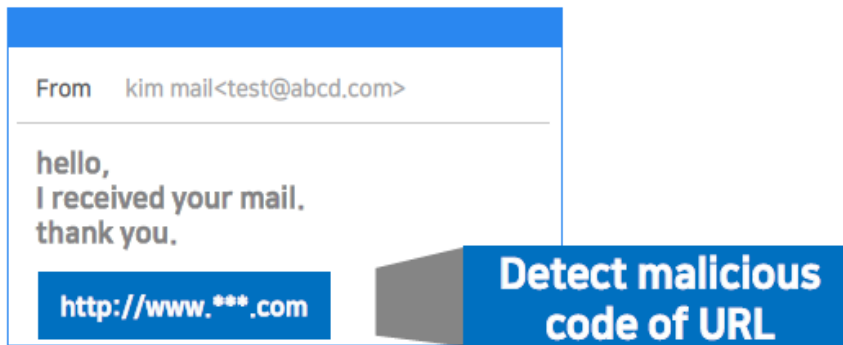 From kim mail<test@abcd.com>
hello,
I received your mail.
thank you.
http://www.***.com
Detect malicious
code of URL